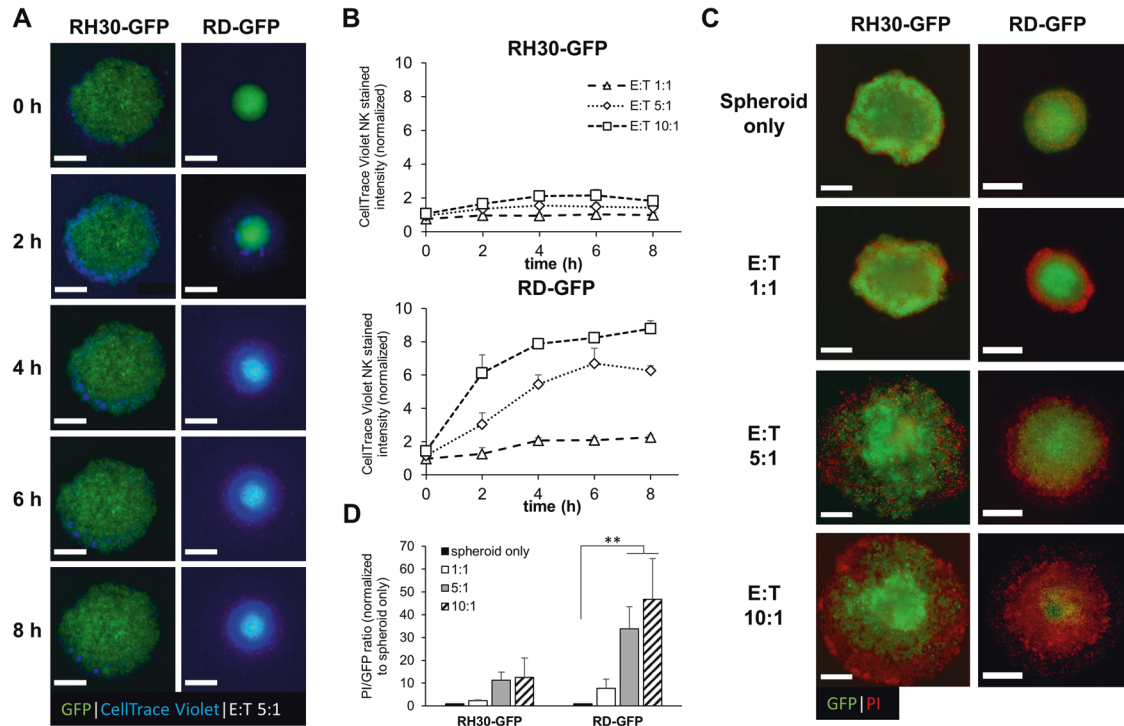 A
RH30-GFP
RD-GFP
0 h
2 h
4 h
6 h
8 h
GFP|CellTrace Violet|E:T 5:1
B
RH30-GFP
CellTrace Violet NK stained
intensity (normalized)
10
8
6
4
2
0
E:T 1:1
E:T 5:1
E:T 10:1
0
2
4
6
8
time (h)
RD-GFP
CellTrace Violet NK stained
intensity (normalized)
10
8
6
4
2
0
0
2
4
6
8
time (h)
D
PI/GFP ratio (normalized
to spheroid only)
70
60
50
40
30
20
10
0
spheroid only
1:1
5:1
10:1
**
RH30-GFP
RD-GFP
C
RH30-GFP
RD-GFP
Spheroid
only
E:T
1:1
E:T
5:1
E:T
10:1
GFP|PI